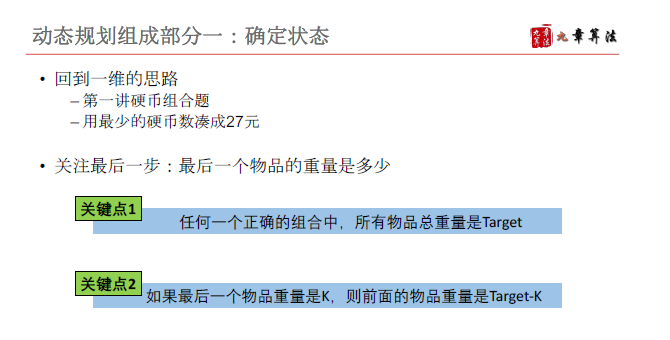 动态规划组成部分一：确定状态
九章算法
• 回到一维的思路
– 第一讲硬币组合题
– 用最少的硬币数凑成27元
• 关注最后一步：最后一个物品的重量是多少
关键点1
任何一个正确的组合中，所有物品总重量是Target
关键点2
如果最后一个物品重量是K，则前面的物品重量是Target-K